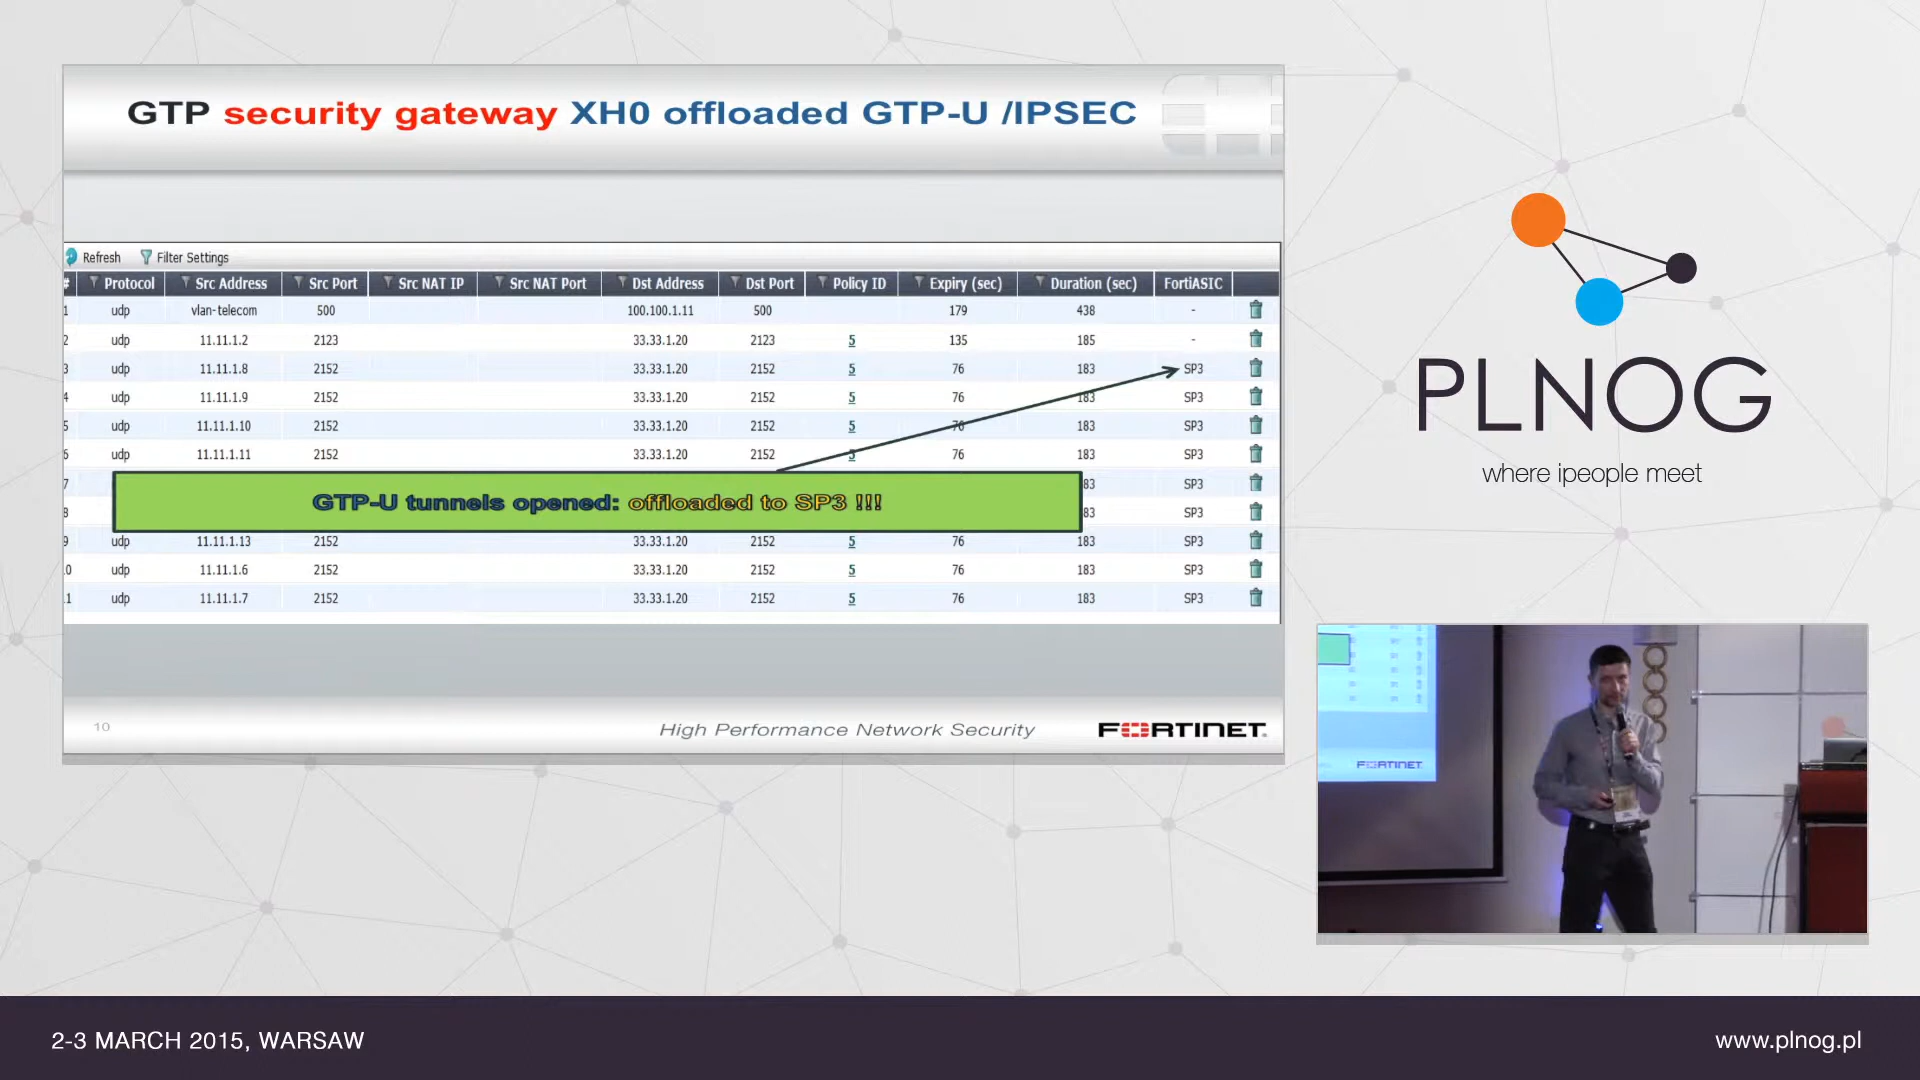 GTP security gateway XH0 offloaded GTP-U /IPSEC
Refresh Filter Settings
# Protocol Src Address Src Port Src NAT IP Src NAT Port Dst Address Dst Port Policy ID Expiry (sec) Duration (sec) FortiASIC
1 udp vlan-telecom 500 100.100.1.11 500 179 438 -
2 udp 11.11.1.2 2123 33.33.1.20 2123 5 135 185 -
3 udp 11.11.1.8 2152 33.33.1.20 2152 5 76 183 SP3
4 udp 11.11.1.9 2152 33.33.1.20 2152 5 76 183 SP3
5 udp 11.11.1.10 2152 33.33.1.20 2152 5 76 183 SP3
6 udp 11.11.1.11 2152 33.33.1.20 2152 5 76 183 SP3
7 83 SP3
GTP-U tunnels opened: offloaded to SP3 !!!
8 83 SP3
9 udp 11.11.1.13 2152 33.33.1.20 2152 5 76 183 SP3
0 udp 11.11.1.6 2152 33.33.1.20 2152 5 76 183 SP3
1 udp 11.11.1.7 2152 33.33.1.20 2152 5 76 183 SP3
10 High Performance Network Security FORTINET
PLNOG
where ipeople meet
FORTINET
2-3 MARCH 2015, WARSAW
www.plnog.pl